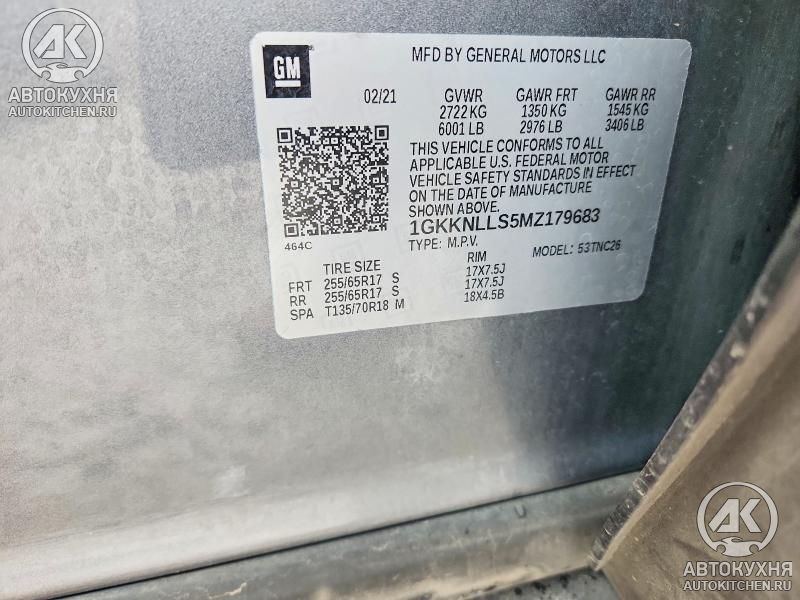 AK
АВТОКУХНЯ
AUTOKITCHEN.RU
GM
MFD BY GENERAL MOTORS LLC
02/21 GVWR GAWR FRT GAWR RR
2722 KG 1350 KG 1545 KG
6001 LB 2976 LB 3406 LB
THIS VEHICLE CONFORMS TO ALL
APPLICABLE U.S. FEDERAL MOTOR
VEHICLE SAFETY STANDARDS IN EFFECT
ON THE DATE OF MANUFACTURE
SHOWN ABOVE.
1GKKNLLS5MZ179683
464C TYPE: M.P.V. MODEL: 53TNC26
TIRE SIZE RIM
FRT 255/65R17 S 17X7.5J
RR 255/65R17 S 17X7.5J
SPA T135/70R18 M 18X4.5B
AK
АВТОКУХНЯ
AUTOKITCHEN.RU